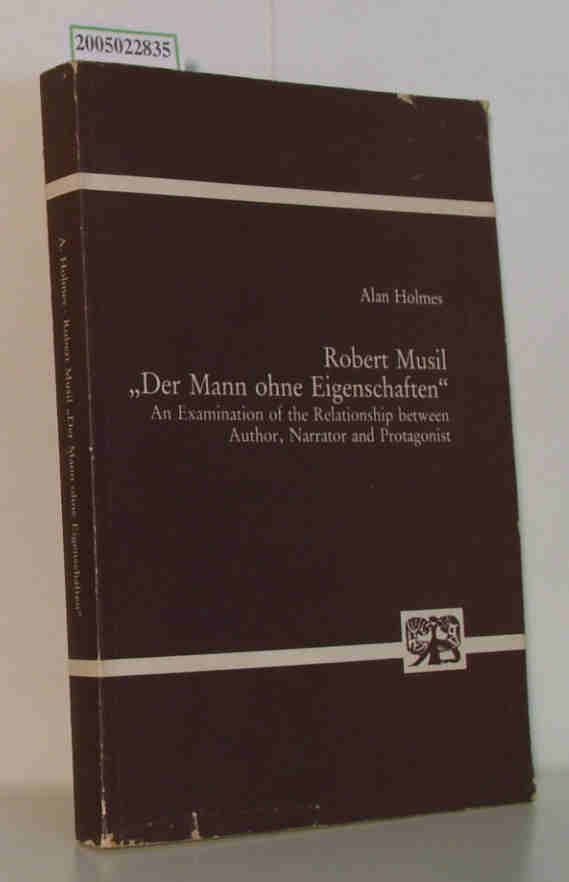 2005022835
Alan Holmes
Robert Musil
„Der Mann ohne Eigenschaften“
An Examination of the Relationship between
Author, Narrator and Protagonist
A. Holmes · Robert Musil „Der Mann ohne Eigenschaften“